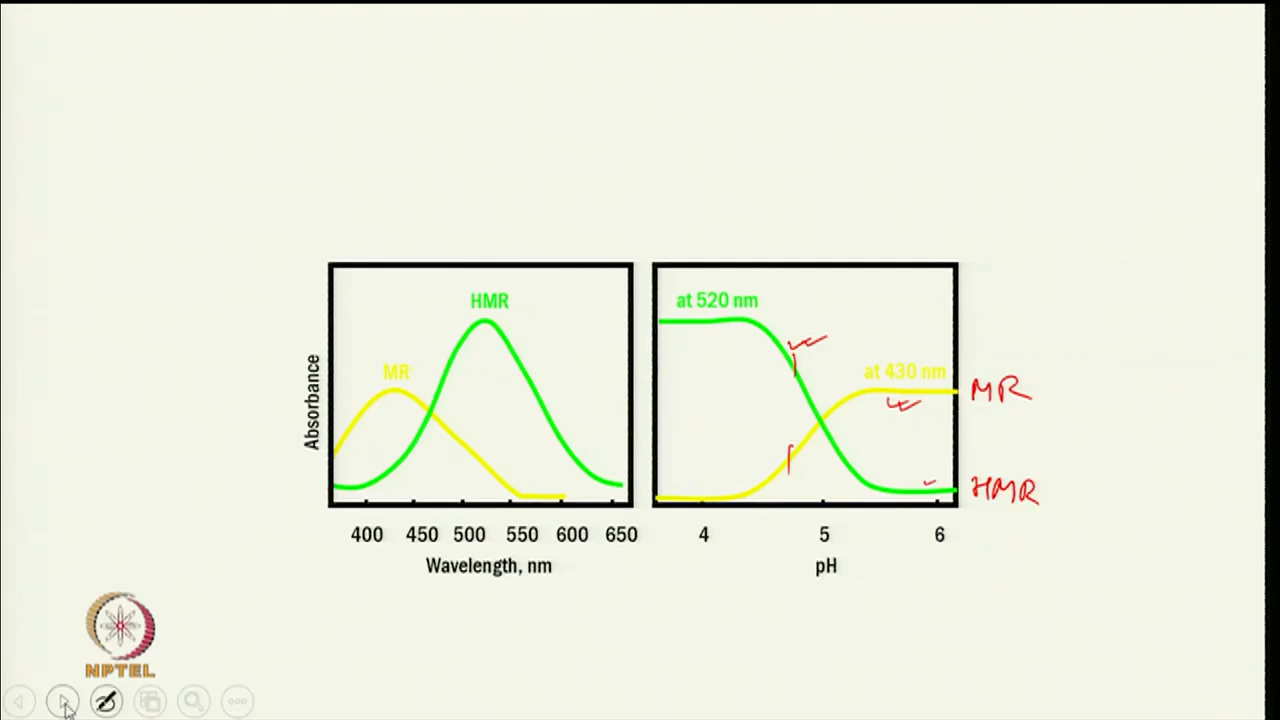 HMR
at 520 nm
MR
at 430 nm
MR
HMR
Absorbance
400 450 500 550 600 650
4 5 6
Wavelength, nm
pH
NPTEL